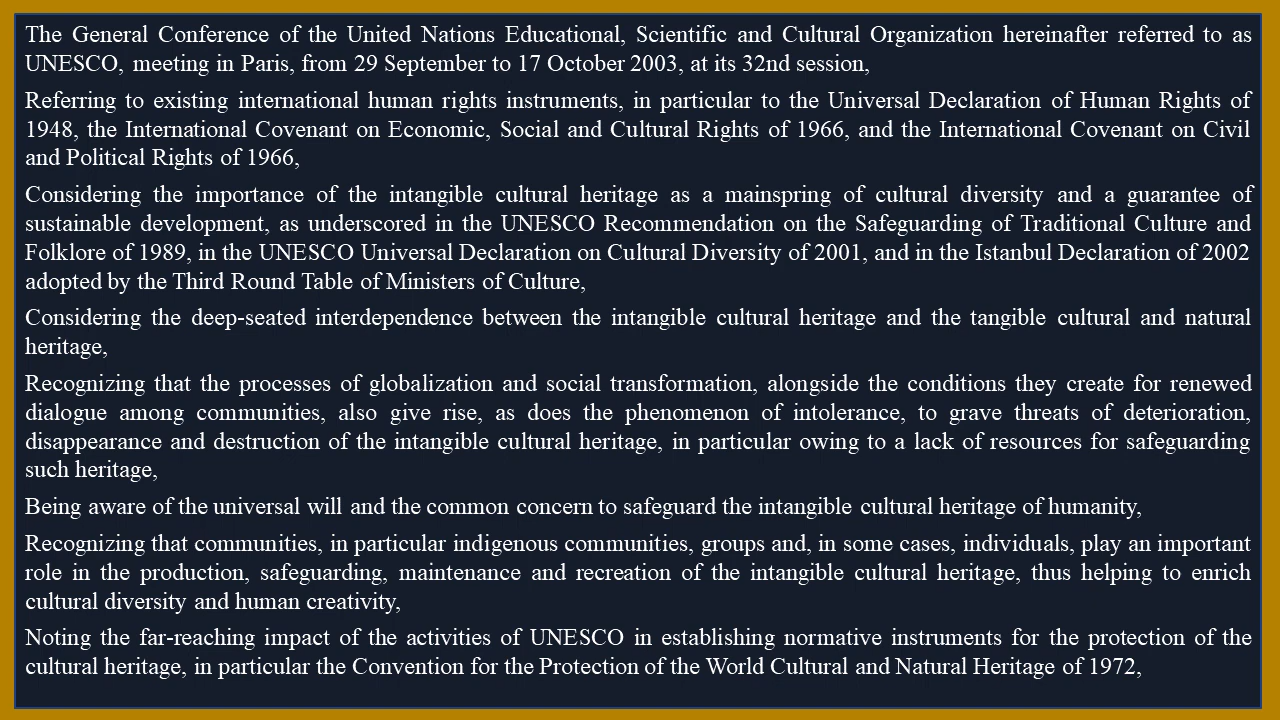 The General Conference of the United Nations Educational, Scientific and Cultural Organization hereinafter referred to as
UNESCO, meeting in Paris, from 29 September to 17 October 2003, at its 32nd session,
Referring to existing international human rights instruments, in particular to the Universal Declaration of Human Rights of
1948, the International Covenant on Economic, Social and Cultural Rights of 1966, and the International Covenant on Civil
and Political Rights of 1966,
Considering the importance of the intangible cultural heritage as a mainspring of cultural diversity and a guarantee of
sustainable development, as underscored in the UNESCO Recommendation on the Safeguarding of Traditional Culture and
Folklore of 1989, in the UNESCO Universal Declaration on Cultural Diversity of 2001, and in the Istanbul Declaration of 2002
adopted by the Third Round Table of Ministers of Culture,
Considering the deep-seated interdependence between the intangible cultural heritage and the tangible cultural and natural
heritage,
Recognizing that the processes of globalization and social transformation, alongside the conditions they create for renewed
dialogue among communities, also give rise, as does the phenomenon of intolerance, to grave threats of deterioration,
disappearance and destruction of the intangible cultural heritage, in particular owing to a lack of resources for safeguarding
such heritage,
Being aware of the universal will and the common concern to safeguard the intangible cultural heritage of humanity,
Recognizing that communities, in particular indigenous communities, groups and, in some cases, individuals, play an important
role in the production, safeguarding, maintenance and recreation of the intangible cultural heritage, thus helping to enrich
cultural diversity and human creativity,
Noting the far-reaching impact of the activities of UNESCO in establishing normative instruments for the protection of the
cultural heritage, in particular the Convention for the Protection of the World Cultural and Natural Heritage of 1972,